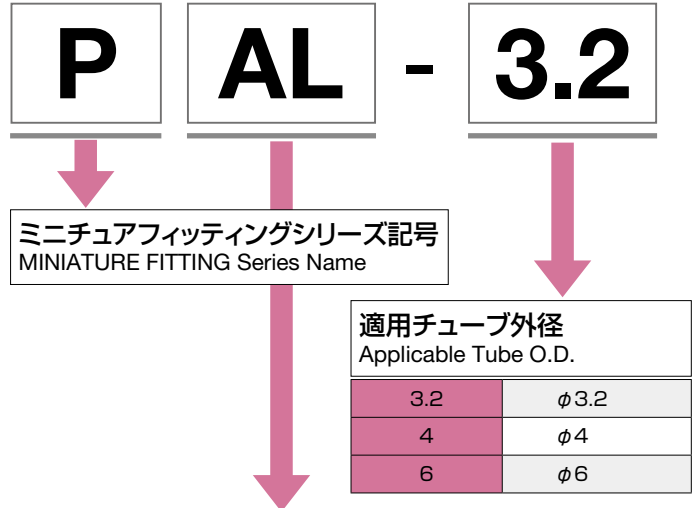 P AL - 3.2
ミニチュアフィッティングシリーズ記号
MINIATURE FITTING Series Name
適用チューブ外径
Applicable Tube O.D.
3.2 φ3.2
4 φ4
6 φ6